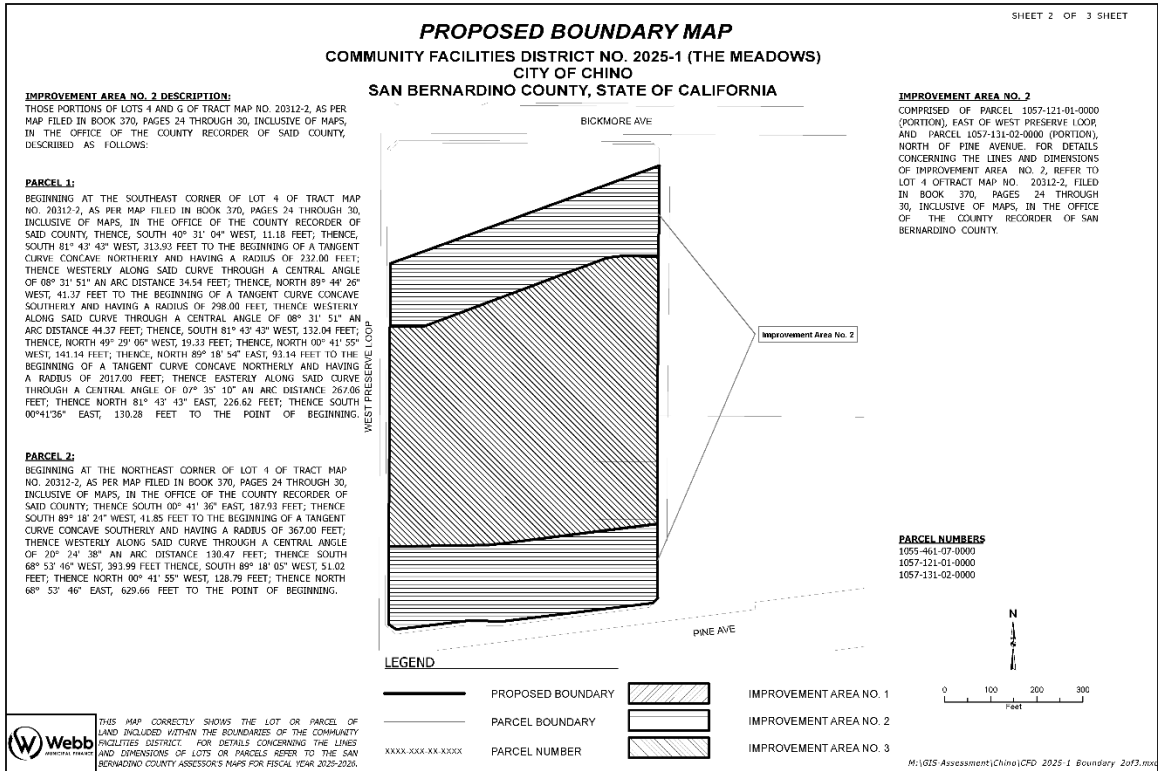 SHEET 2 OF 3 SHEET
PROPOSED BOUNDARY MAP
COMMUNITY FACILITIES DISTRICT NO. 2025-1 (THE MEADOWS)
CITY OF CHINO
SAN BERNARDINO COUNTY, STATE OF CALIFORNIA
IMPROVEMENT AREA NO. 2 DESCRIPTION:
THOSE PORTIONS OF LOTS 4 AND G OF TRACT MAP NO. 20312-2, AS PER
MAP FILED IN BOOK 370, PAGES 24 THROUGH 30, INCLUSIVE OF MAPS,
IN THE OFFICE OF THE COUNTY RECORDER OF SAID COUNTY,
DESCRIBED AS FOLLOWS:
PARCEL 1:
BEGINNING AT THE SOUTHEAST CORNER OF LOT 4 OF TRACT MAP
NO. 20312-2, AS PER MAP FILED IN BOOK 370, PAGES 24 THROUGH 30,
INCLUSIVE OF MAPS, IN THE OFFICE OF THE COUNTY RECORDER OF
SAID COUNTY, THENCE, SOUTH 40° 31' 04" WEST, 11.18 FEET; THENCE,
SOUTH 81° 43' 43" WEST, 313.93 FEET TO THE BEGINNING OF A TANGENT
CURVE CONCAVE NORTHERLY AND HAVING A RADIUS OF 232.00 FEET;
THENCE WESTERLY ALONG SAID CURVE THROUGH A CENTRAL ANGLE
OF 08° 31' 51" AN ARC DISTANCE 34.54 FEET; THENCE, NORTH 89° 44' 26"
WEST, 41.37 FEET TO THE BEGINNING OF A TANGENT CURVE CONCAVE
SOUTHERLY AND HAVING A RADIUS OF 298.00 FEET, THENCE WESTERLY
ALONG SAID CURVE THROUGH A CENTRAL ANGLE OF 08° 31' 51" AN
ARC DISTANCE 44.37 FEET; THENCE, SOUTH 81° 43' 43" WEST, 132.04 FEET;
THENCE, NORTH 49° 29' 06" WEST, 19.33 FEET; THENCE, NORTH 00° 41' 55"
WEST, 141.14 FEET; THENCE, NORTH 89° 18' 54" EAST, 93.14 FEET TO THE
BEGINNING OF A TANGENT CURVE CONCAVE NORTHERLY AND HAVING
A RADIUS OF 2017.00 FEET; THENCE EASTERLY ALONG SAID CURVE
THROUGH A CENTRAL ANGLE OF 07° 35' 10" AN ARC DISTANCE 267.06
FEET; THENCE NORTH 81° 43' 43" EAST, 226.62 FEET; THENCE SOUTH
00°41'36" EAST, 130.28 FEET TO THE POINT OF BEGINNING.
PARCEL 2:
BEGINNING AT THE NORTHEAST CORNER OF LOT 4 OF TRACT MAP
NO. 20312-2, AS PER MAP FILED IN BOOK 370, PAGES 24 THROUGH 30,
INCLUSIVE OF MAPS, IN THE OFFICE OF THE COUNTY RECORDER OF
SAID COUNTY; THENCE SOUTH 00° 41' 36" EAST, 187.93 FEET; THENCE
SOUTH 89° 18' 24" WEST, 41.85 FEET TO THE BEGINNING OF A TANGENT
CURVE CONCAVE SOUTHERLY AND HAVING A RADIUS OF 367.00 FEET;
THENCE WESTERLY ALONG SAID CURVE THROUGH A CENTRAL ANGLE
OF 20° 24' 38" AN ARC DISTANCE 130.47 FEET; THENCE SOUTH
68° 53' 46" WEST, 393.99 FEET THENCE, SOUTH 89° 18' 05" WEST, 51.02
FEET; THENCE NORTH 00° 41' 55" WEST, 128.79 FEET; THENCE NORTH
68° 53' 46" EAST, 629.66 FEET TO THE POINT OF BEGINNING.
BICKMORE AVE
WEST PRESERVE LOOP
Improvement Area No. 2
PINE AVE
IMPROVEMENT AREA NO. 2
COMPRISED OF PARCEL 1057-121-01-0000
(PORTION), EAST OF WEST PRESERVE LOOP,
AND PARCEL 1057-131-02-0000 (PORTION),
NORTH OF PINE AVENUE. FOR DETAILS
CONCERNING THE LINES AND DIMENSIONS
OF IMPROVEMENT AREA NO. 2, REFER TO
LOT 4 OFTRACT MAP NO. 20312-2, FILED
IN BOOK 370, PAGES 24 THROUGH
30, INCLUSIVE OF MAPS, IN THE OFFICE
OF THE COUNTY RECORDER OF SAN
BERNARDINO COUNTY.
PARCEL NUMBERS
1055-461-07-0000
1057-121-01-0000
1057-131-02-0000
N
0 100 200 300
Feet
LEGEND
PROPOSED BOUNDARY
PARCEL BOUNDARY
XXXX-XXX-XX-XXXX PARCEL NUMBER
IMPROVEMENT AREA NO. 1
IMPROVEMENT AREA NO. 2
IMPROVEMENT AREA NO. 3
W Webb
MUNICIPAL FINANCE
THIS MAP CORRECTLY SHOWS THE LOT OR PARCEL OF
LAND INCLUDED WITHIN THE BOUNDARIES OF THE COMMUNITY
FACILITIES DISTRICT. FOR DETAILS CONCERNING THE LINES
AND DIMENSIONS OF LOTS OR PARCELS REFER TO THE SAN
BERNADINO COUNTY ASSESSOR'S MAPS FOR FISCAL YEAR 2025-2026.
M:\GIS-Assessment\Chino\CFD 2025-1 Boundary 2of3.mxd